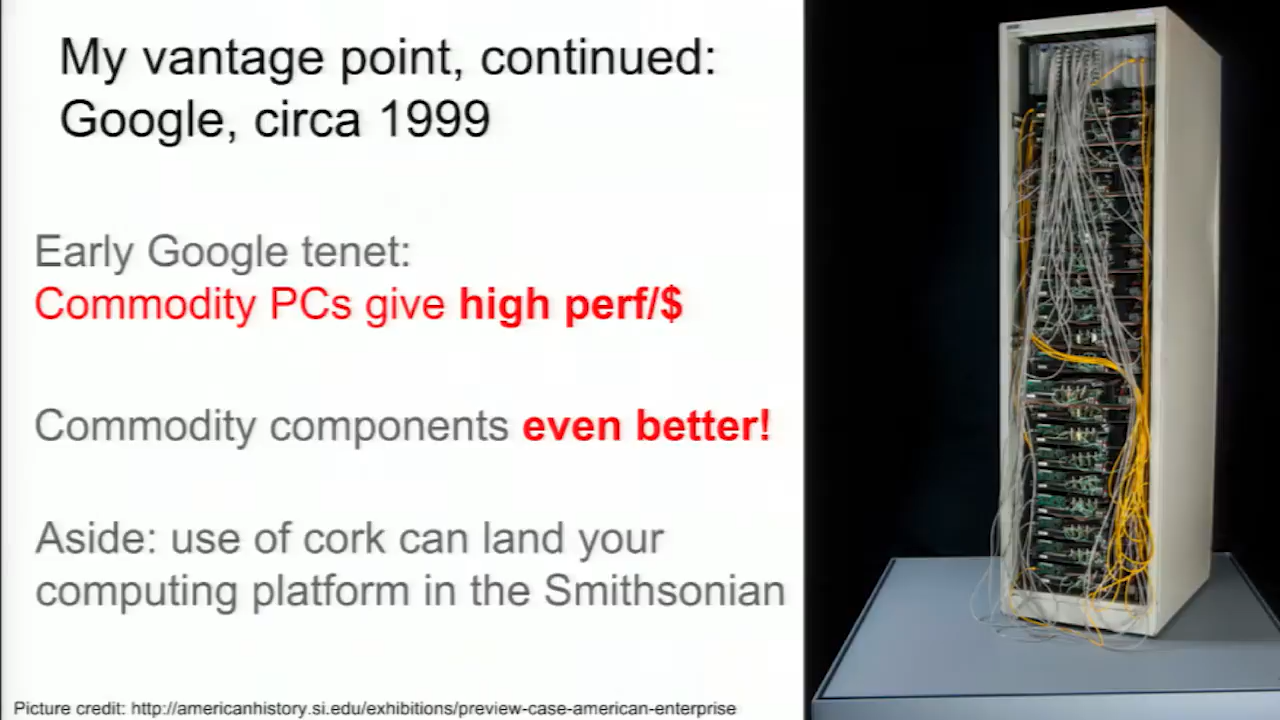 My vantage point, continued:
Google, circa 1999
Early Google tenet:
Commodity PCs give high perf/$
Commodity components even better!
Aside: use of cork can land your
computing platform in the Smithsonian
Picture credit: http://americanhistory.si.edu/exhibitions/preview-case-american-enterprise